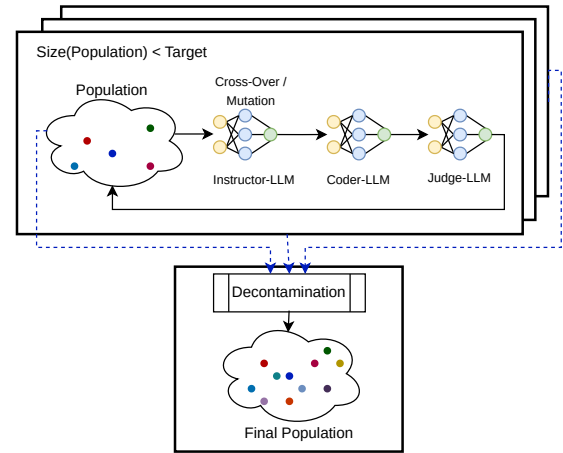 Size(Population) < Target
Population
Cross-Over /
Mutation
Instructor-LLM
Coder-LLM
Judge-LLM
Decontamination
Final Population